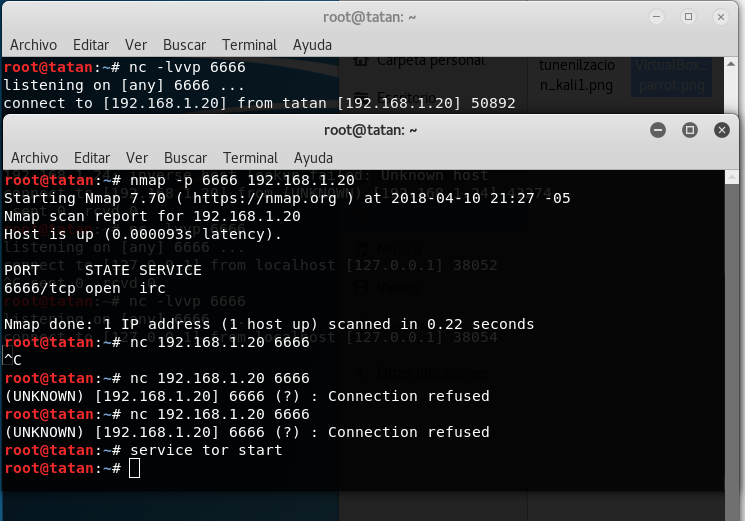 root@tatan: ~
Archivo Editar Ver Buscar Terminal Ayuda
root@tatan:~# nc -lvvp 6666
listening on [any] 6666 ...
connect to [192.168.1.20] from tatan [192.168.1.20] 50892
Carpeta personal
Escritorio
tunenilzacio
n_kali1.png
VirtualBox_
parrot.png
root@tatan: ~
Archivo Editar Ver Buscar Terminal Ayuda
root@tatan:~# nmap -p 6666 192.168.1.20
Starting Nmap 7.70 ( https://nmap.org ) at 2018-04-10 21:27 -05
Nmap scan report for 192.168.1.20
Host is up (0.000093s latency).
PORT STATE SERVICE
6666/tcp open irc
Nmap done: 1 IP address (1 host up) scanned in 0.22 seconds
root@tatan:~# nc 192.168.1.20 6666
^C
root@tatan:~# nc 192.168.1.20 6666
(UNKNOWN) [192.168.1.20] 6666 (?) : Connection refused
root@tatan:~# nc 192.168.1.20 6666
(UNKNOWN) [192.168.1.20] 6666 (?) : Connection refused
root@tatan:~# service tor start
root@tatan:~#